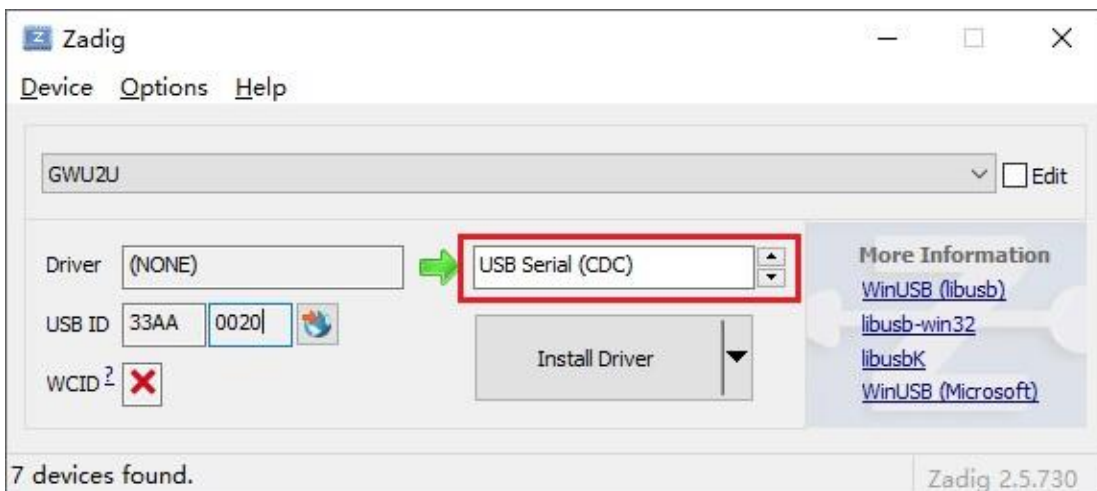 Zadig
Device Options Help
GWU2U Edit
Driver (NONE) USB Serial (CDC)
USB ID 33AA 0020
WCID ?
Install Driver
More Information
WinUSB (libusb)
libusb-win32
libusbK
WinUSB (Microsoft)
7 devices found. Zadig 2.5.730